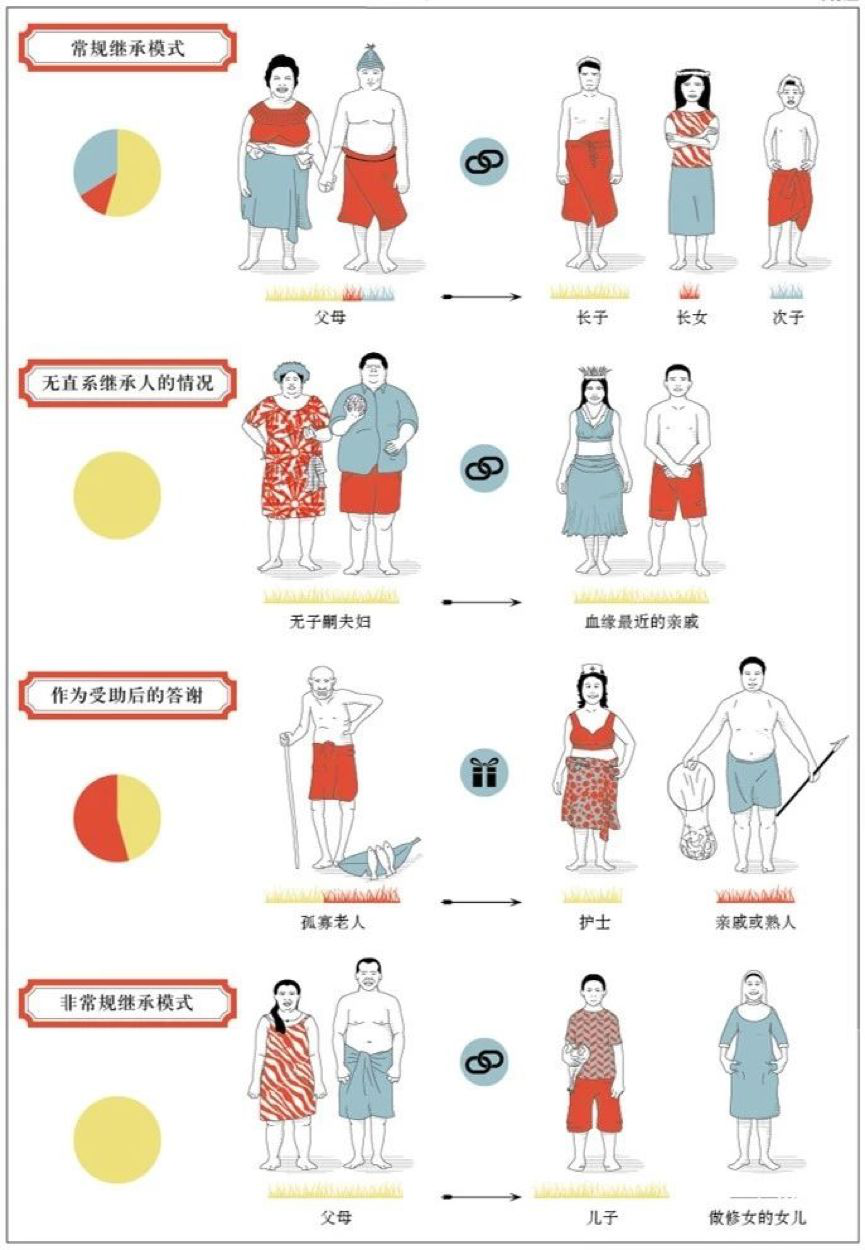 常规继承模式
父母
长子
长女
次子
无直系继承人的情况
无子嗣夫妇
血缘最近的亲戚
作为受助后的答谢
孤寡老人
护士
亲戚或熟人
非常规继承模式
父母
儿子
做修女的女儿